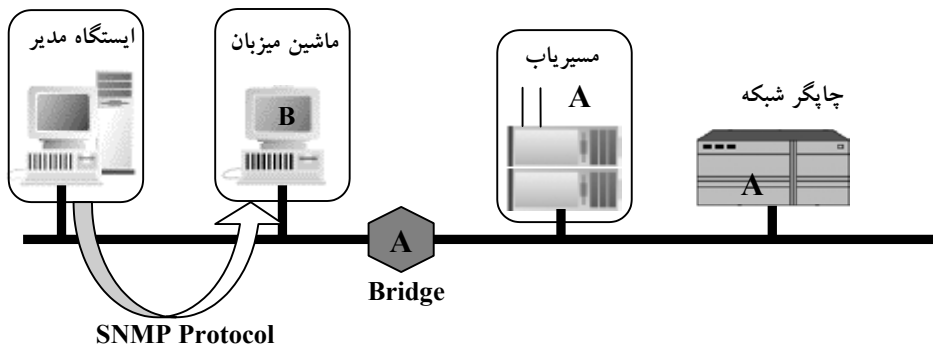 ایستگاه مدیر
ماشین میزبان
B
مسیریاب
A
چاپگر شبکه
A
A
Bridge
SNMP Protocol